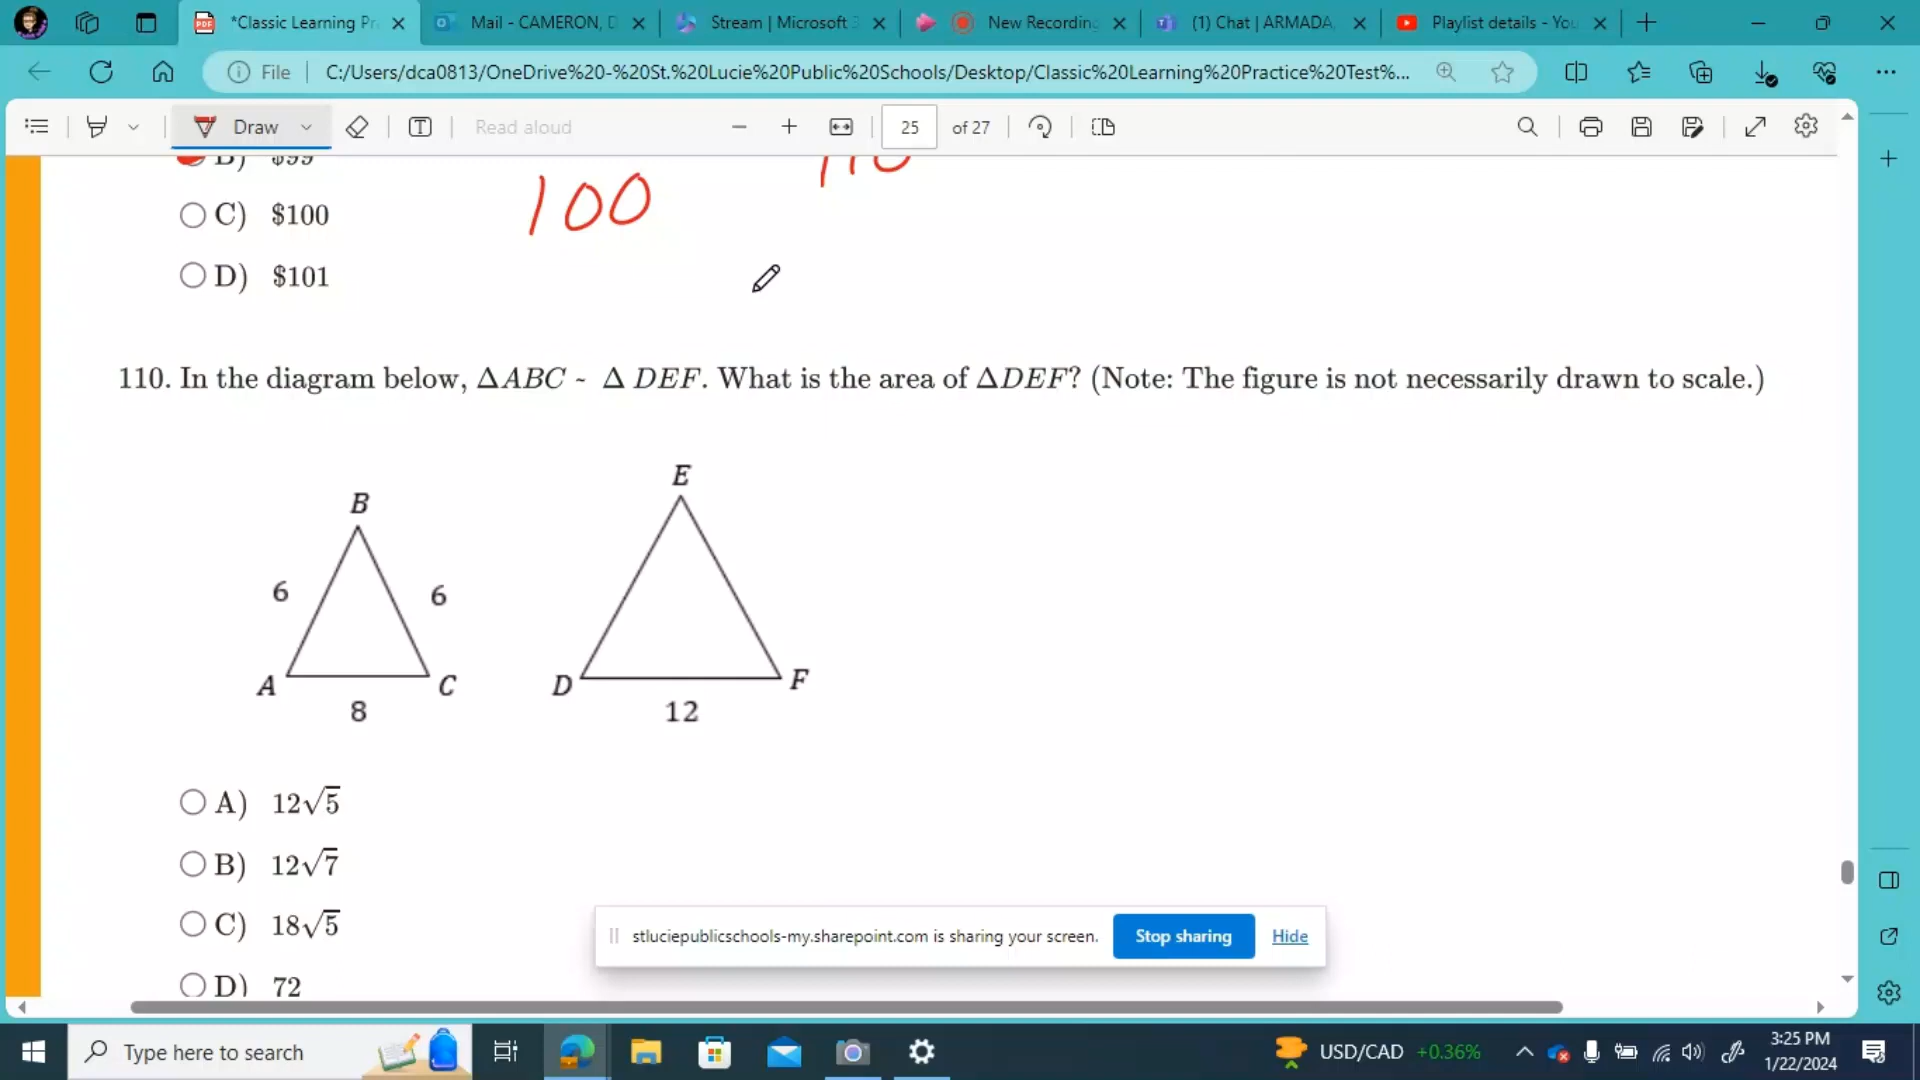 *Classic Learning Pr
Mail - CAMERON, D
Stream | Microsoft 3
New Recording
(1) Chat | ARMADA,
Playlist details - You
File
C:/Users/dca0813/OneDrive%20-%20St.%20Lucie%20Public%20Schools/Desktop/Classic%20Learning%20Practice%20Test%...
Draw
Read aloud
25
of 27
B) $99
110
C) $100
100
D) $101
110. In the diagram below, ΔABC ~ Δ DEF. What is the area of ΔDEF? (Note: The figure is not necessarily drawn to scale.)
E
B
6
6
A
C
D
F
8
12
A) 12√5
B) 12√7
C) 18√5
D) 72
stluciepublicschools-my.sharepoint.com is sharing your screen.
Stop sharing
Hide
Type here to search
USD/CAD +0.36%
3:25 PM
1/22/2024